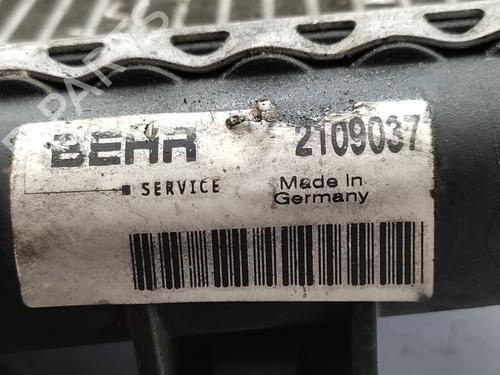 BEHR 2109037
SERVICE
Made In
Germany